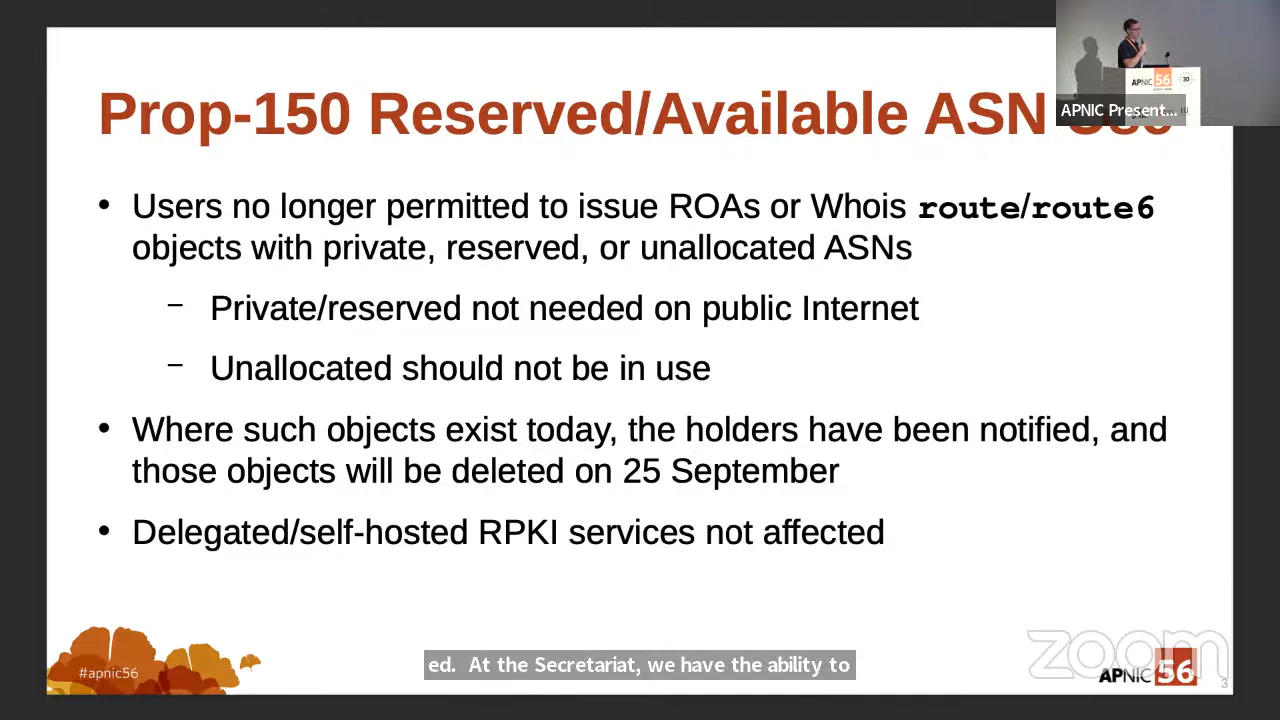 Prop-150 Reserved/Available ASN Use
APNIC 56
APNIC Present...
• Users no longer permitted to issue ROAs or Whois route/route6
objects with private, reserved, or unallocated ASNs
– Private/reserved not needed on public Internet
– Unallocated should not be in use
• Where such objects exist today, the holders have been notified, and
those objects will be deleted on 25 September
• Delegated/self-hosted RPKI services not affected
#apnic56
ed. At the Secretariat, we have the ability to
zoom
APNIC 56
3